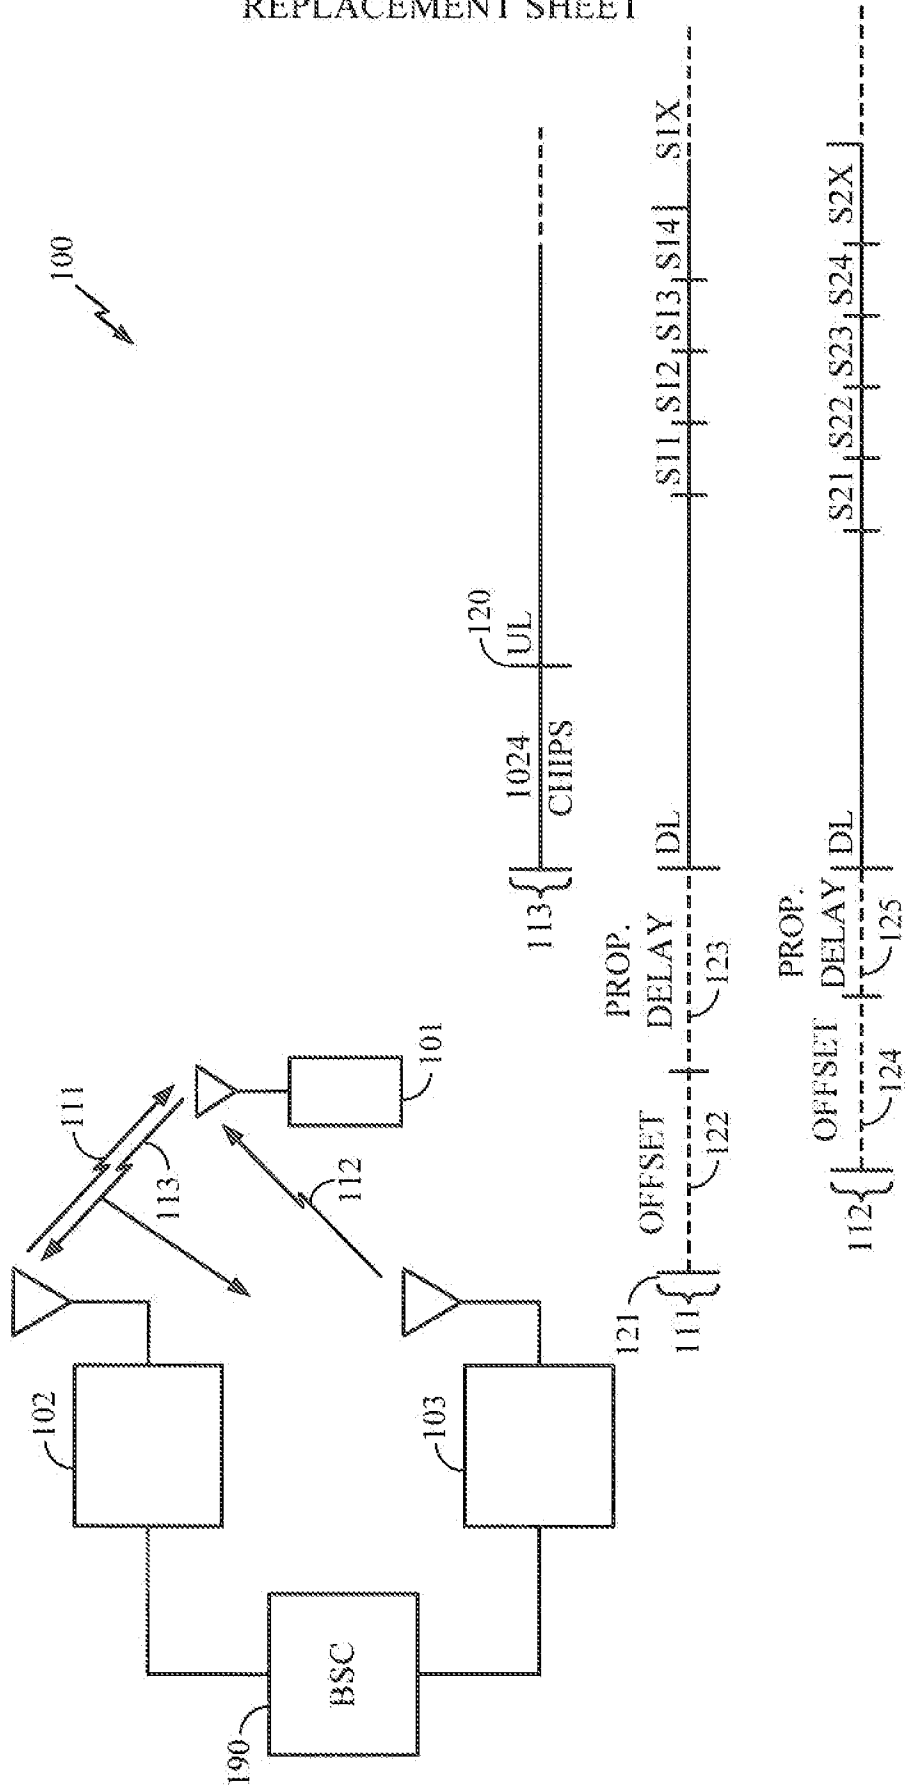 REPLACEMENT SHEET
100
111
113
101
102
112
103
190
BSC
113
1024
CHIPS
120
UL
121
111
OFFSET
122
PROP.
DELAY
123
DL
S11
S12
S13
S14
S1X
112
OFFSET
124
PROP.
DELAY
125
DL
S21
S22
S23
S24
S2X